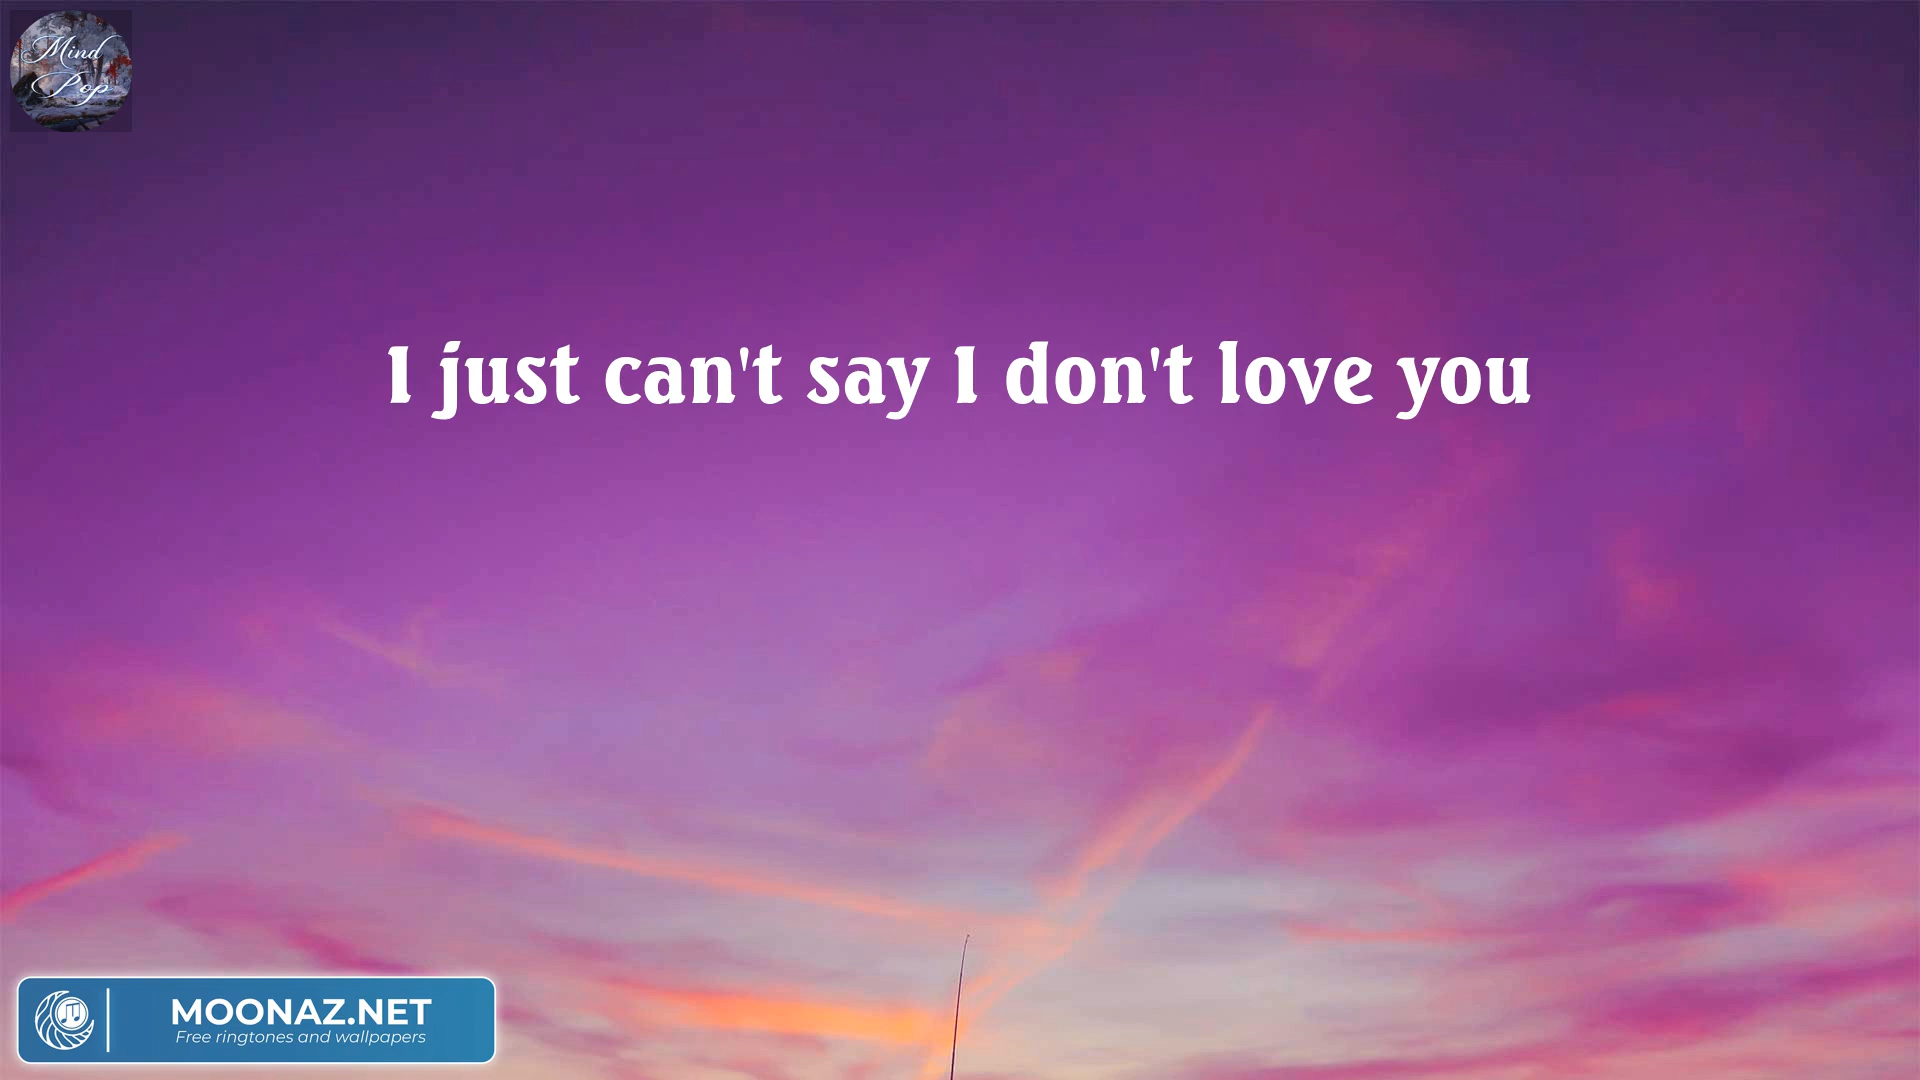 Mind
Pop
I just can't say I don't love you
MOONAZ.NET
Free ringtones and wallpapers